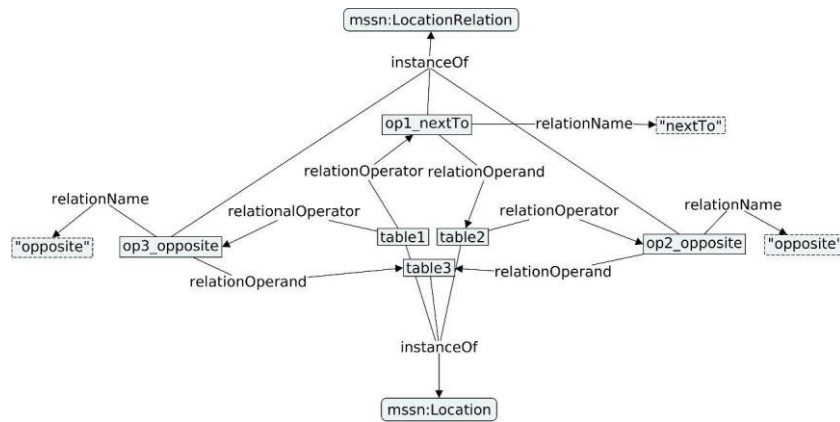 mssn:LocationRelation
instanceOf
op1_nextTo
relationName
"nextTo"
relationOperator
relationOperand
relationName
relationName
relationalOperator
relationOperator
"opposite"
op3_opposite
table1
table2
op2_opposite
"opposite"
table3
relationOperand
relationOperand
instanceOf
mssn:Location